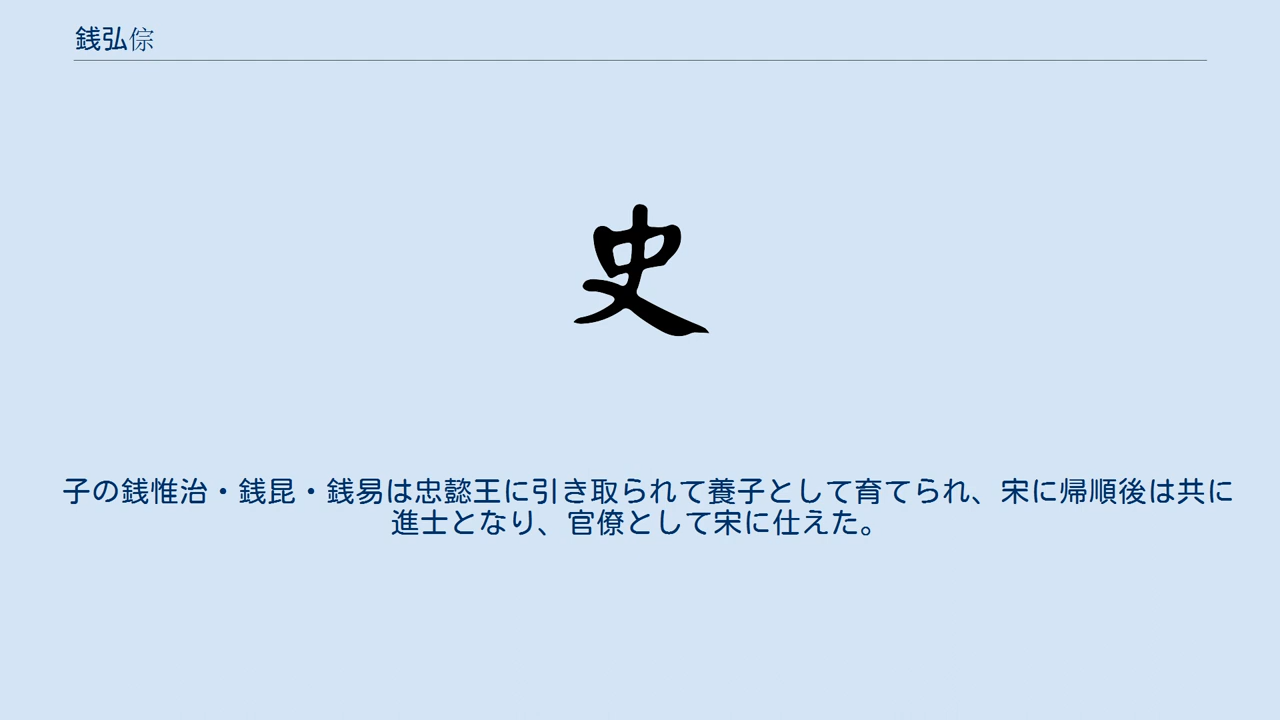 銭弘倧
史
子の銭惟治・銭昆・銭易は忠懿王に引き取られて養子として育てられ、宋に帰順後は共に
進士となり、官僚として宋に仕えた。